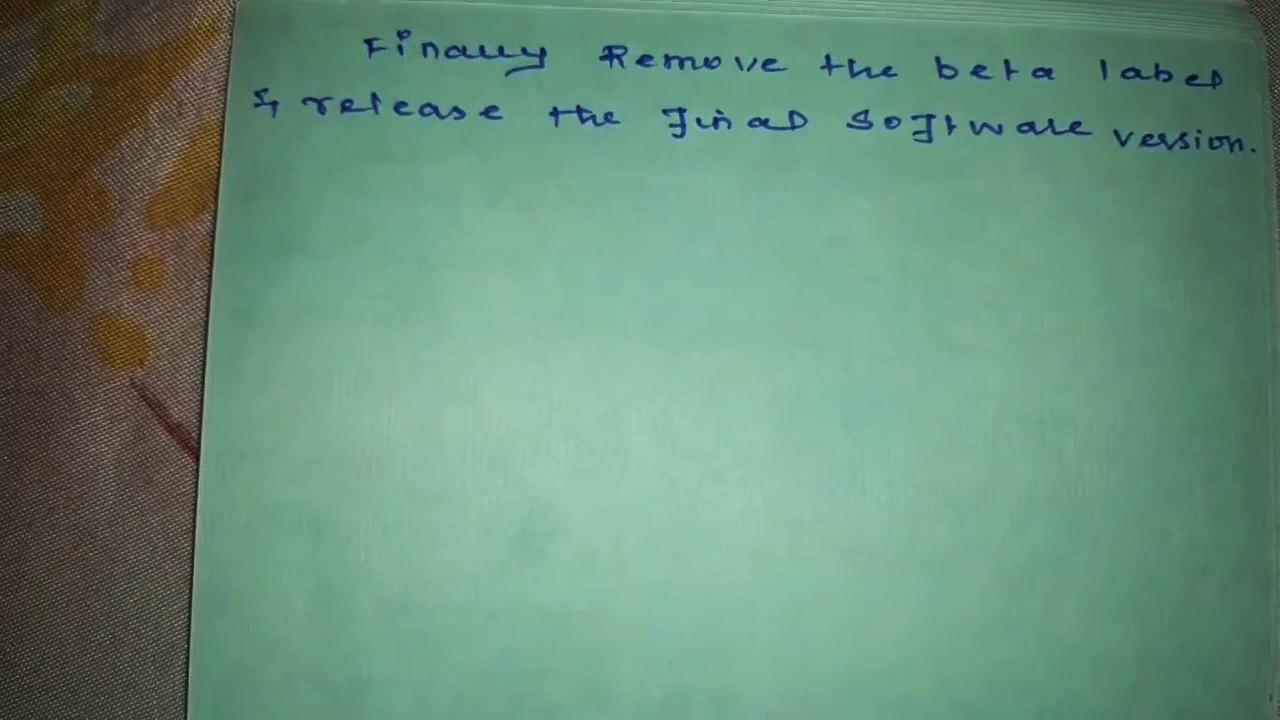 Finally Remove the beta label
& release the final software version.